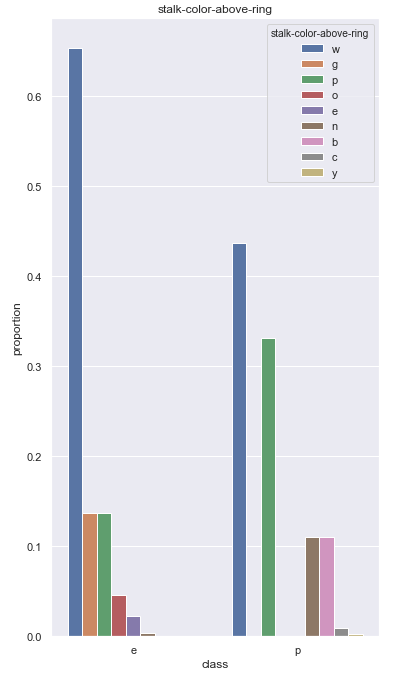 stalk-color-above-ring
stalk-color-above-ring
w
g
p
o
e
n
b
c
y
0.6
0.5
0.4
0.3
0.2
0.1
0.0
proportion
e
p
class